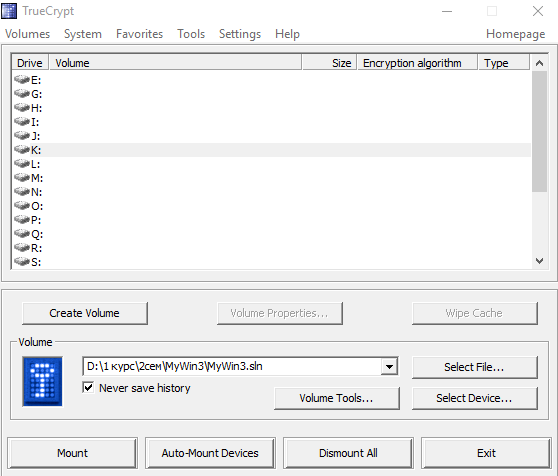 TrueCrypt
Volumes System Favorites Tools Settings Help Homepage
Drive Volume Size Encryption algorithm Type
E:
G:
H:
I:
J:
K:
L:
M:
N:
O:
P:
Q:
R:
S:
Create Volume Volume Properties... Wipe Cache
Volume
D:\1 курс\2сем\MyWin3\MyWin3.sln Select File...
Never save history
Volume Tools... Select Device...
Mount Auto-Mount Devices Dismount All Exit